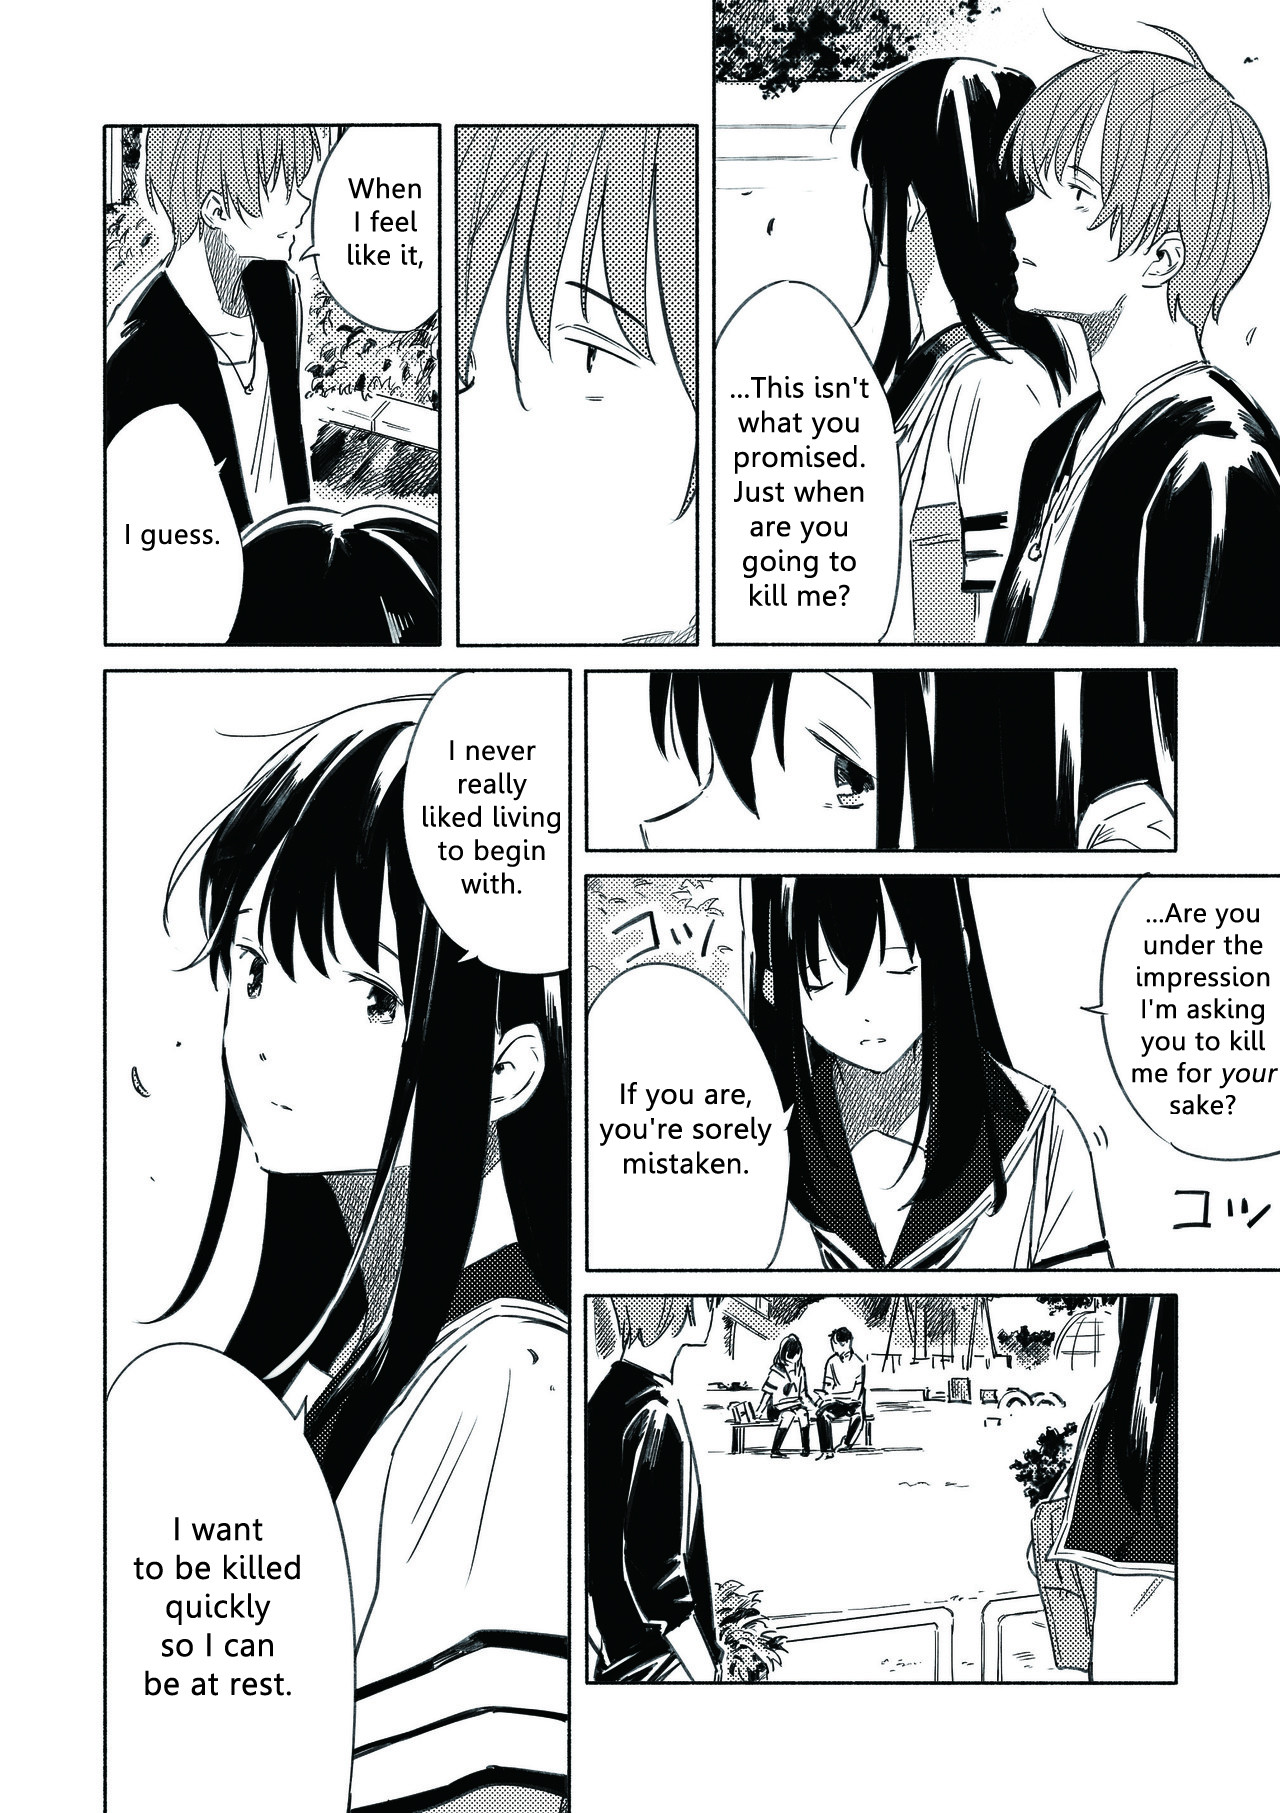 ...This isn't
what you
promised.
Just when
are you
going to
kill me?
When
I feel
like it,
I guess.
...Are you
under the
impression
I'm asking
you to kill
me for your
sake?
コツ
If you are,
you're sorely
mistaken.
コツ
I never
really
liked living
to begin
with.
I want
to be killed
quickly
so I can
be at rest.